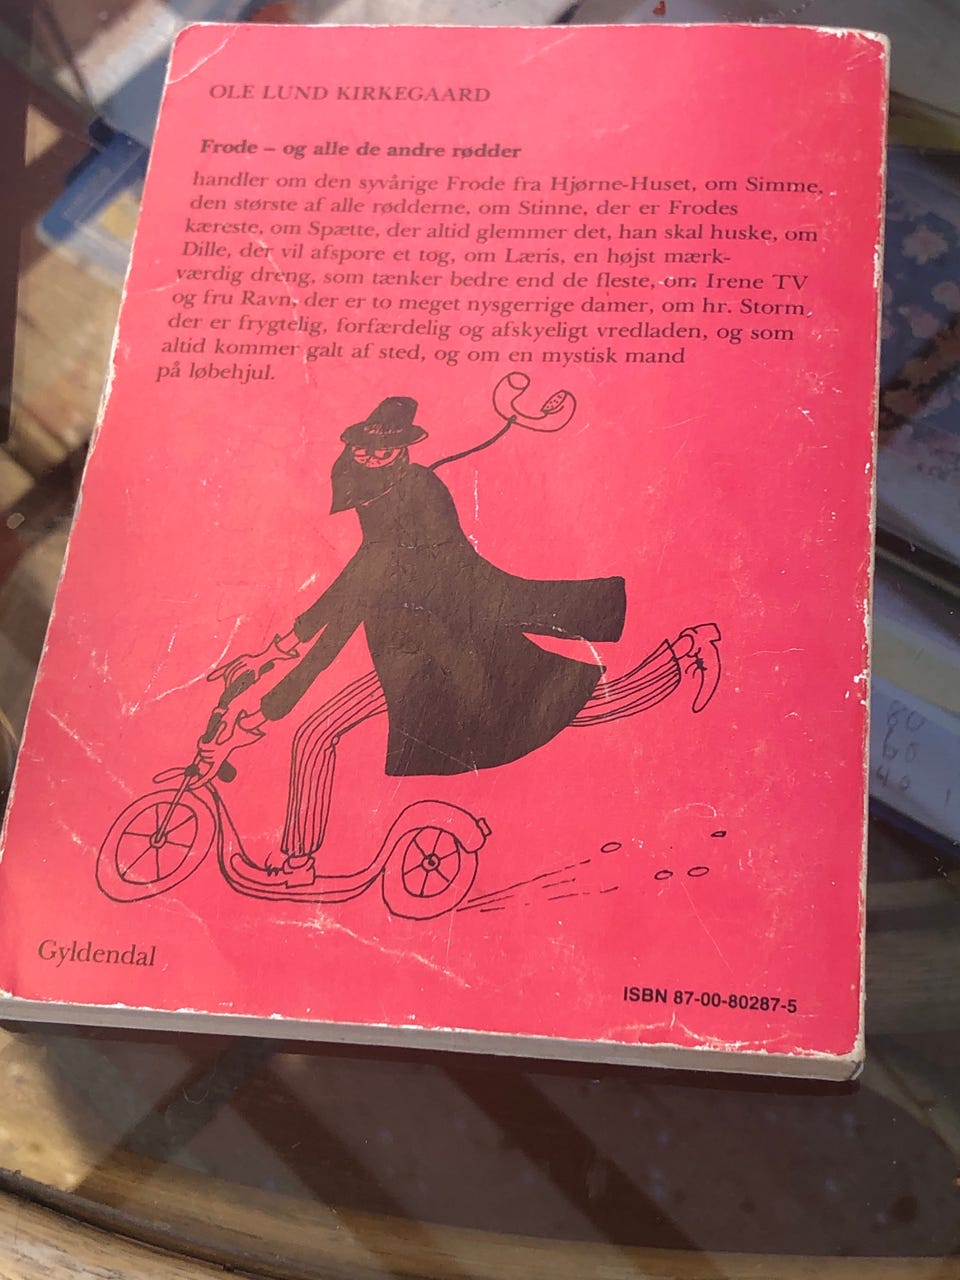 OLE LUND KIRKEGAARD
Frode – og alle de andre rødder
handler om den syvårige Frode fra Hjørne-Huset, om Simme,
den største af alle rødderne, om Stinne, der er Frodes
kæreste, om Spætte, der altid glemmer det, han skal huske, om
Dille, der vil afspore et tog, om Læris, en højst mærk-
værdig dreng, som tænker bedre end de fleste, om Irene TV
og fru Ravn, der er to meget nysgerrige damer, om hr. Storm,
der er frygtelig, forfærdelig og afskyeligt vredladen, og som
altid kommer galt af sted, og om en mystisk mand
på løbehjul.
Gyldendal
ISBN 87-00-80287-5
80
60
40